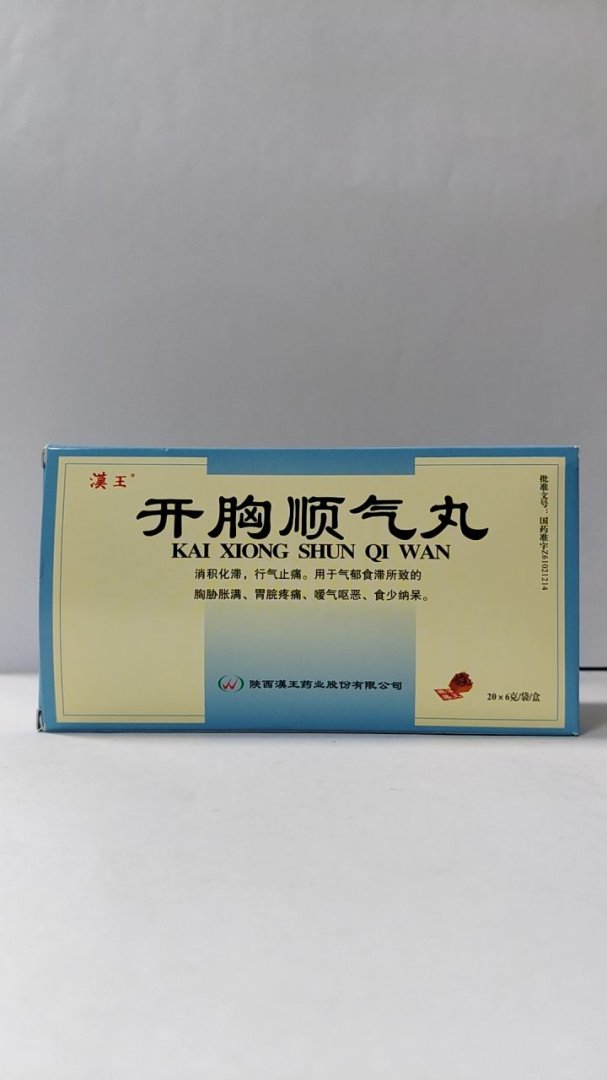 漢王®
开胸顺气丸
KAI XIONG SHUN QI WAN
消积化滞，行气止痛。用于气郁食滞所致的
胸胁胀满、胃脘疼痛、嗳气呕恶、食少纳呆。
批准文号：国药准字Z61021214
陕西漢王药业股份有限公司
20×6克/袋/盒